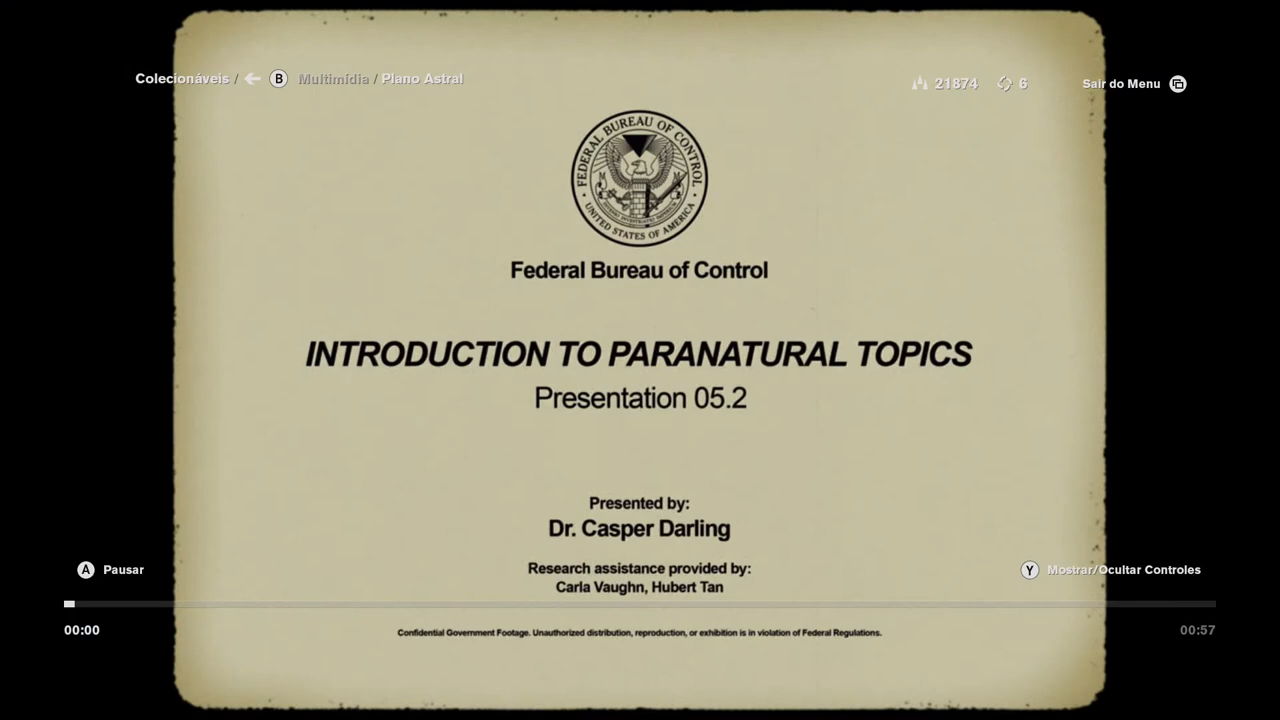 Colecionáveis / B Multimídia / Plano Astral
21874 6
Sair do Menu
FEDERAL BUREAU OF CONTROL
UNITED STATES OF AMERICA
Federal Bureau of Control
INTRODUCTION TO PARANATURAL TOPICS
Presentation 05.2
Presented by:
Dr. Casper Darling
Research assistance provided by:
Carla Vaughn, Hubert Tan
A Pausar
Y Mostrar/Ocultar Controles
00:00
00:57
Confidential Government Footage. Unauthorized distribution, reproduction, or exhibition is in violation of Federal Regulations.